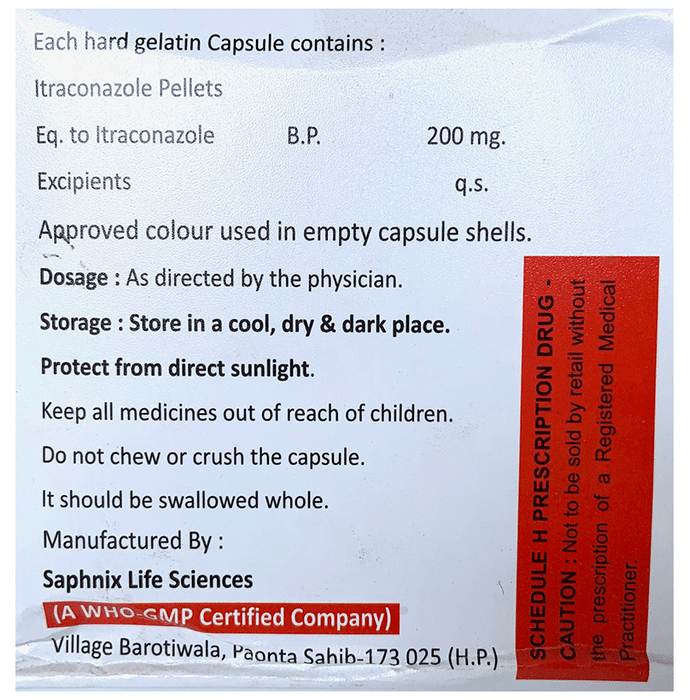 Each hard gelatin Capsule contains :
Itraconazole Pellets
Eq. to Itraconazole B.P. 200 mg.
Excipients q.s.
Approved colour used in empty capsule shells.
Dosage : As directed by the physician.
Storage : Store in a cool, dry & dark place.
Protect from direct sunlight.
Keep all medicines out of reach of children.
Do not chew or crush the capsule.
It should be swallowed whole.
Manufactured By :
Saphnix Life Sciences
(A WHO-GMP Certified Company)
Village Barotiwala, Paonta Sahib-173 025 (H.P.)
SCHEDULE H PRESCRIPTION DRUG -
CAUTION : Not to be sold by retail without
the prescription of a Registered Medical
Practitioner.